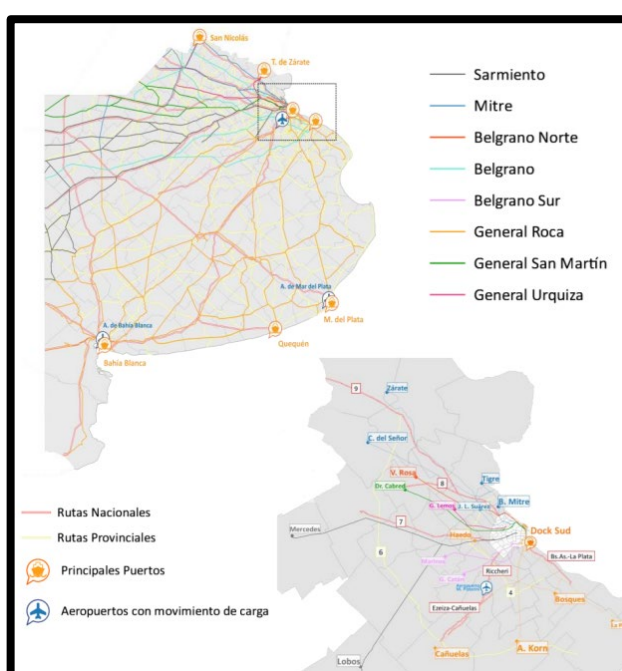 San Nicolás
T. de Zárate
A. de Mar del Plata
M. del Plata
A. de Bahía Blanca
Quequén
Bahía Blanca
Sarmiento
Mitre
Belgrano Norte
Belgrano
Belgrano Sur
General Roca
General San Martín
General Urquiza
Rutas Nacionales
Rutas Provinciales
Principales Puertos
Aeropuertos con movimiento de carga
9
Zárate
C. del Señor
V. Rosa
8
Tigre
Dr. Cabred
G. Lemos
J. L. Suárez
B. Mitre
7
Mercedes
Haedo
Dock Sud
6
Bs.As.-La Plata
Riccheri
4
Ezeiza-Cañuelas
Bosques
Cañuelas
A. Korn
Lobos